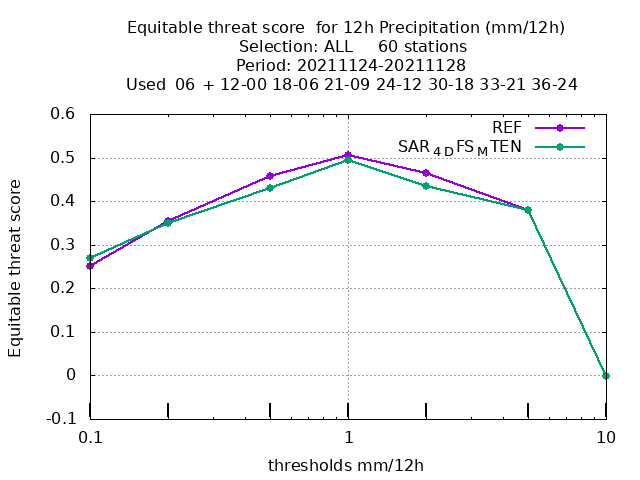 Equitable threat score  for 12h Precipitation (mm/12h)
Selection: ALL     60 stations
Period: 20211124-20211128
Used  06 + 12-00 18-06 21-09 24-12 30-18 33-21 36-24
REF
SAR4DFSMTEN
Equitable threat score
0.6
0.5
0.4
0.3
0.2
0.1
0
-0.1
0.1 1 10
thresholds mm/12h